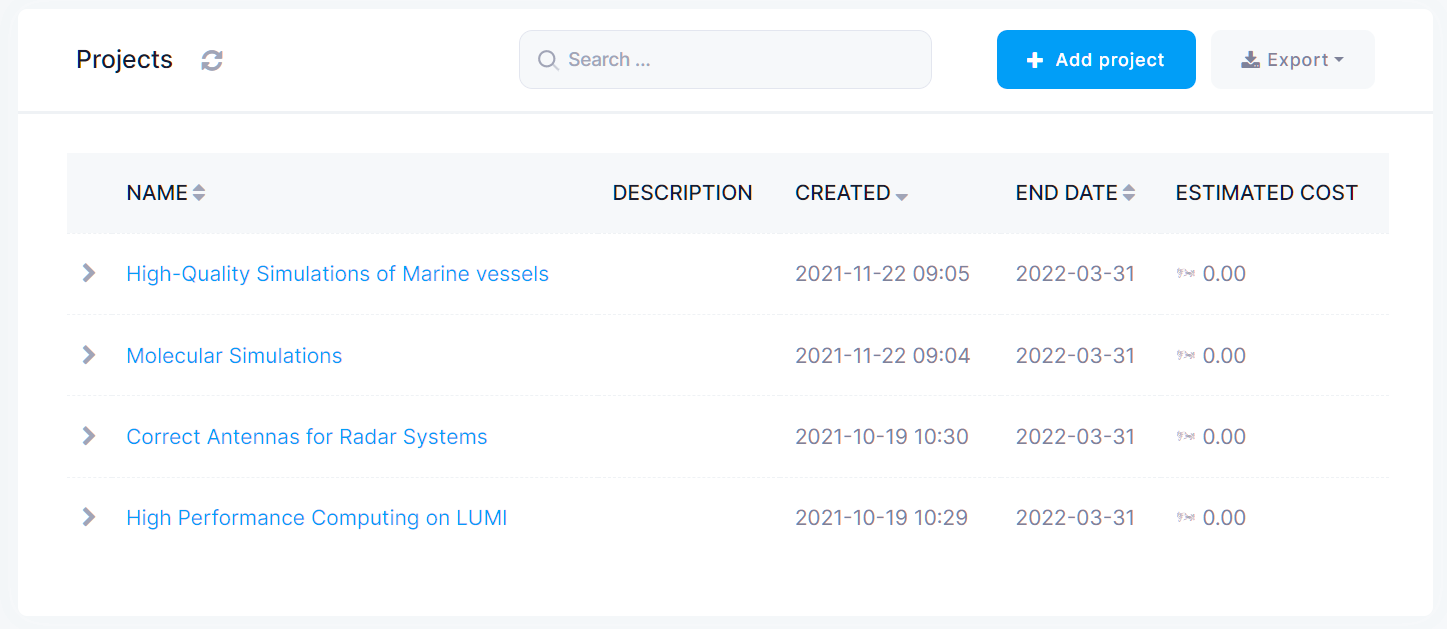 Projects Search ... Add project Export
NAME DESCRIPTION CREATED END DATE ESTIMATED COST
High-Quality Simulations of Marine vessels 2021-11-22 09:05 2022-03-31 0.00
Molecular Simulations 2021-11-22 09:04 2022-03-31 0.00
Correct Antennas for Radar Systems 2021-10-19 10:30 2022-03-31 0.00
High Performance Computing on LUMI 2021-10-19 10:29 2022-03-31 0.00